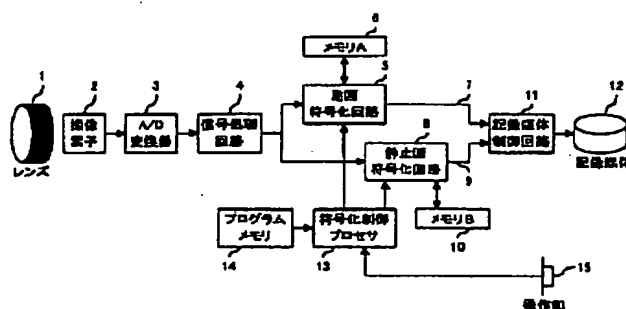 6
メモリA
5
動画
符号化回路
1
レンズ
2
撮像
素子
3
A/D
変換器
4
信号処理
回路
7
8
静止画
符号化回路
9
メモリB
10
11
記録媒体
制御回路
12
記録媒体
プログラム
メモリ
14
符号化制御
プロセサ
13
15
操作部